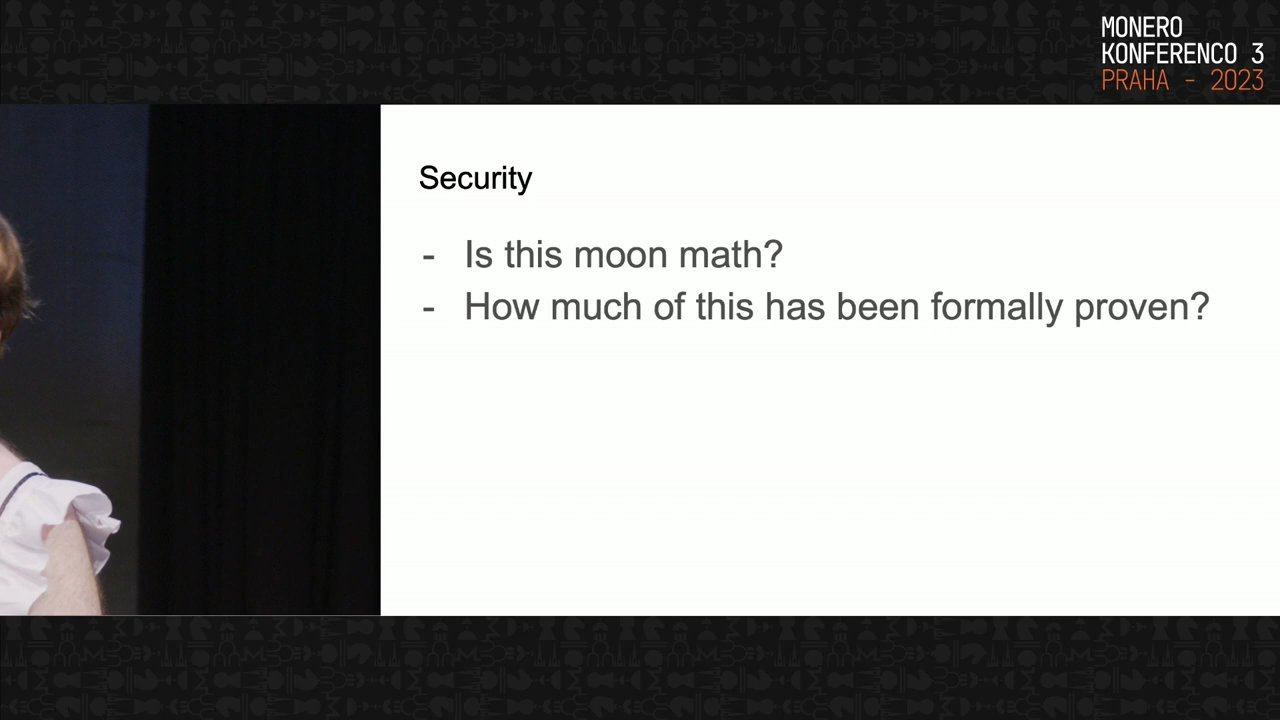 MONERO
KONFERENCO 3
PRAHA - 2023
Security
- Is this moon math?
- How much of this has been formally proven?